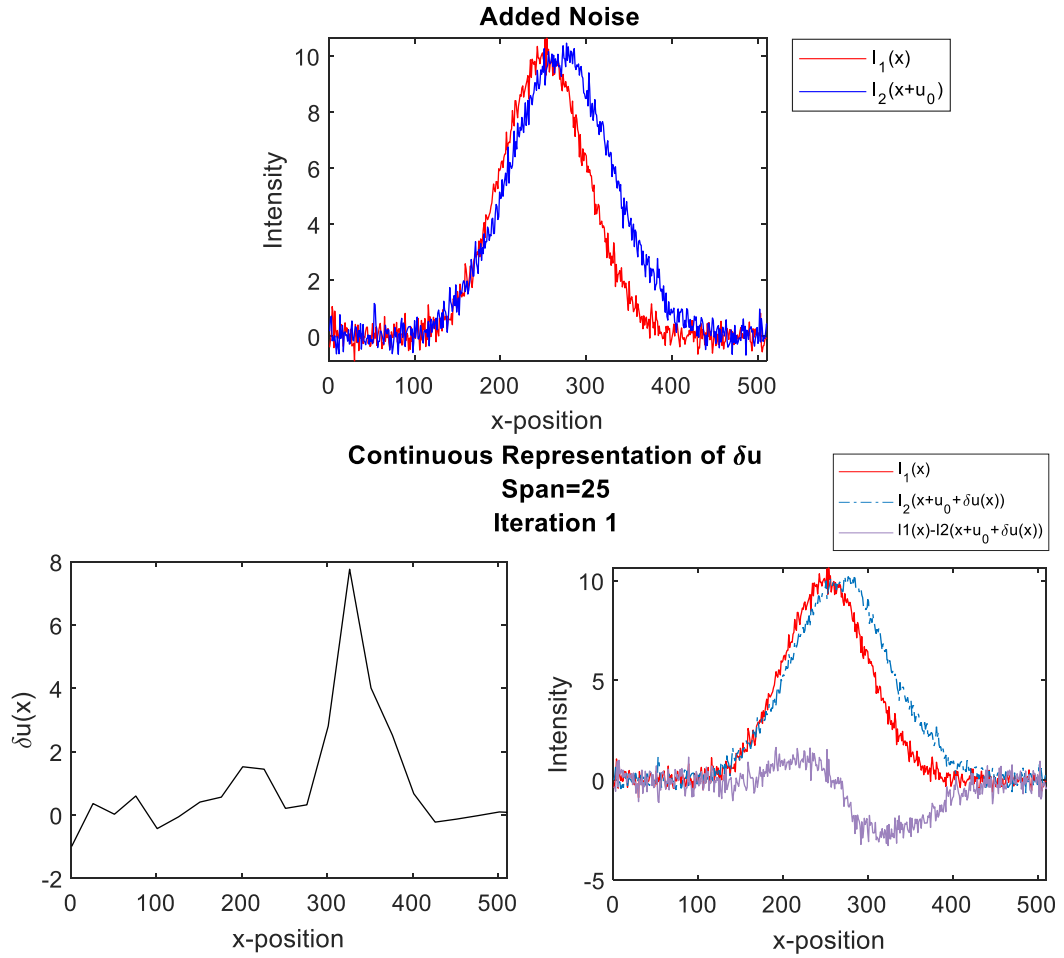 Added Noise
I1(x)
I2(x+u0)
Intensity
10
8
6
4
2
0
0 100 200 300 400 500
x-position
Continuous Representation of δu
Span=25
Iteration 1
I1(x)
I2(x+u0+δu(x))
I1(x)-I2(x+u0+δu(x))
δu(x)
8
6
4
2
0
-2
0 100 200 300 400 500
x-position
Intensity
10
5
0
-5
0 100 200 300 400 500
x-position